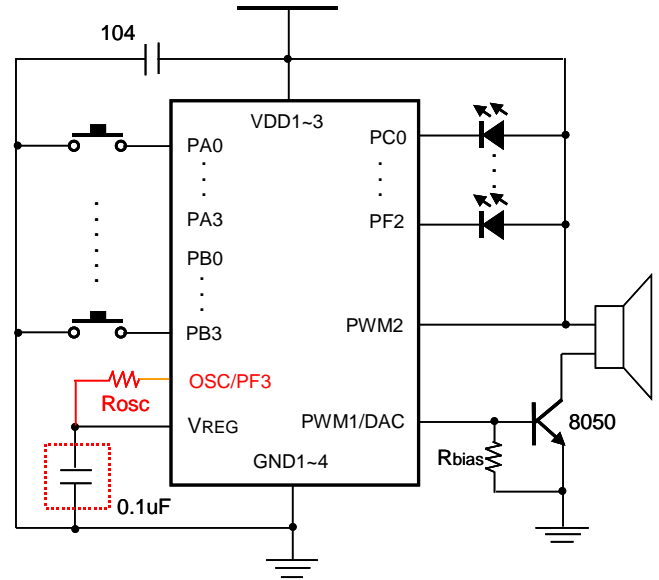 104
VDD1~3
PA0
PC0
PA3
PF2
PB0
PB3
PWM2
OSC/PF3
Rosc
VREG
PWM1/DAC
8050
Rbias
GND1~4
0.1uF